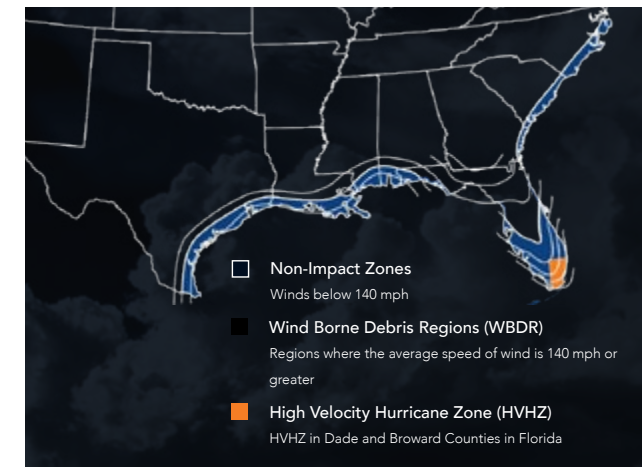 Non-Impact Zones
Winds below 140 mph
Wind Borne Debris Regions (WBDR)
Regions where the average speed of wind is 140 mph or
greater
High Velocity Hurricane Zone (HVHZ)
HVHZ in Dade and Broward Counties in Florida